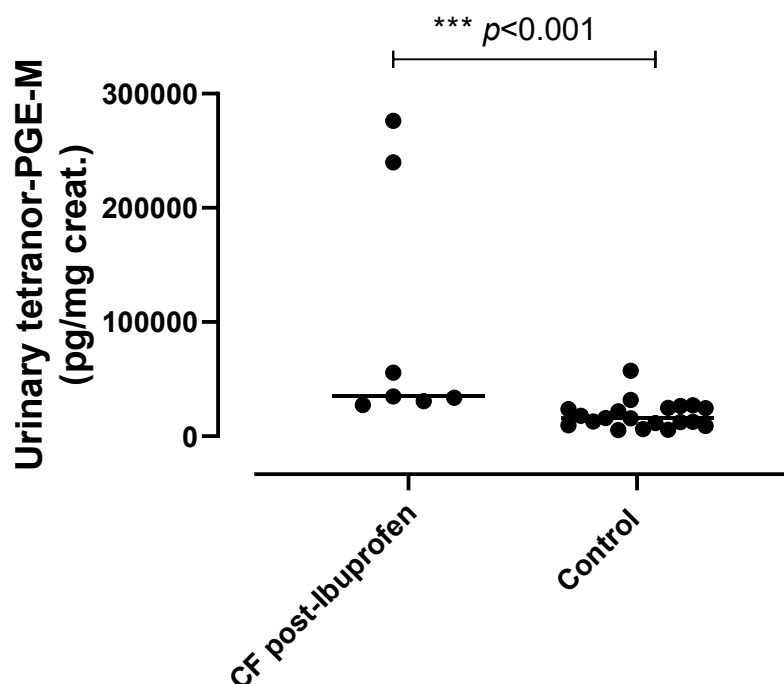 *** p<0.001
Urinary tetranor-PGE-M
(pg/mg creat.)
300000
200000
100000
0
CF post-Ibuprofen
Control